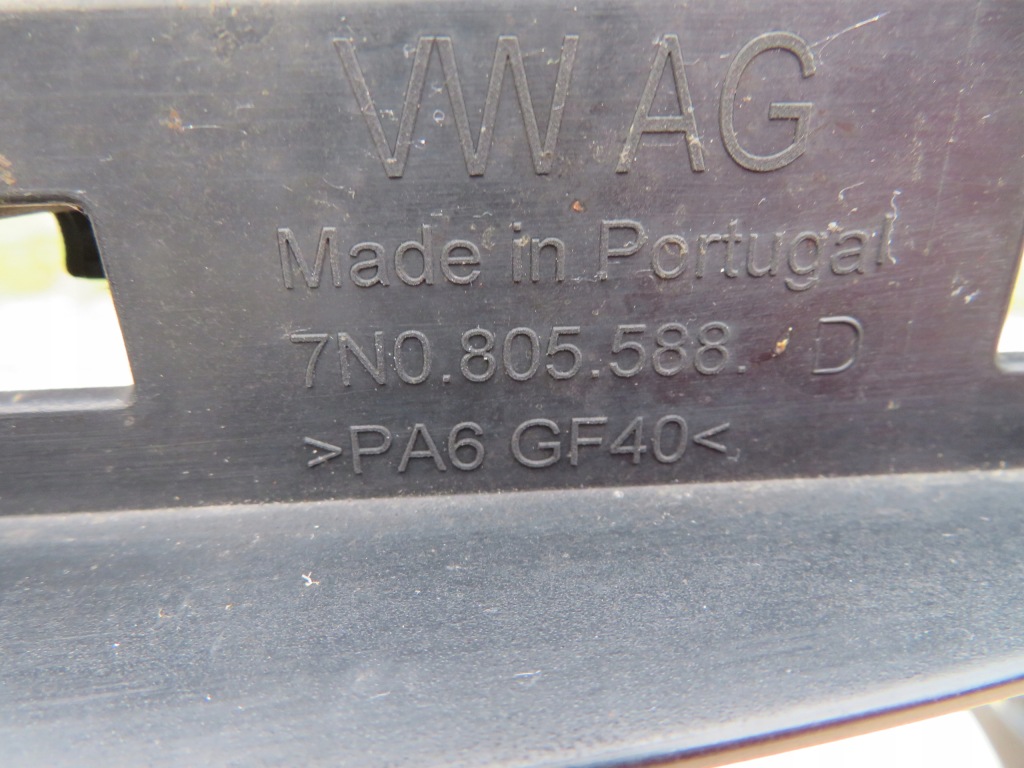 VW AG
Made in Portugal
7N0.805.588. D
>PA6 GF40<